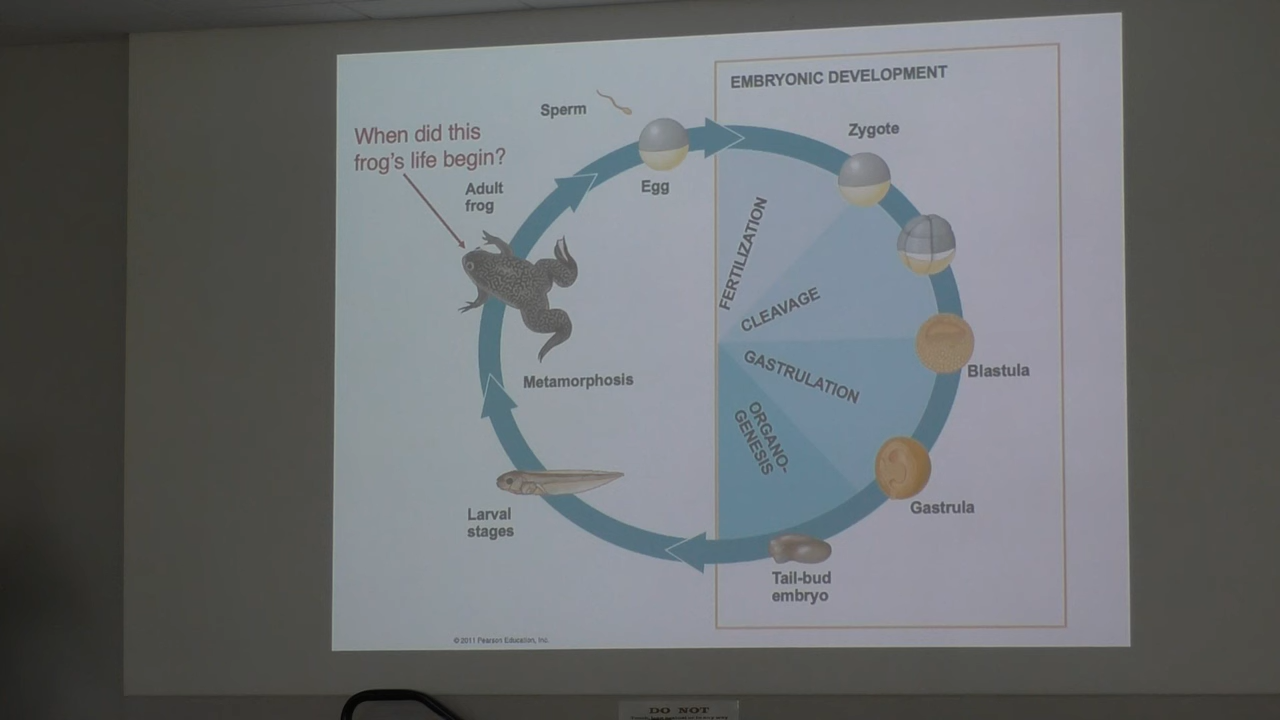 EMBRYONIC DEVELOPMENT
Sperm
Zygote
When did this
frog's life begin?
Adult
frog
Egg
FERTILIZATION
CLEAVAGE
GASTRULATION
ORGANO-
GENESIS
Blastula
Metamorphosis
Larval
stages
Gastrula
Tail-bud
embryo
© 2011 Pearson Education, Inc.
DO NOT